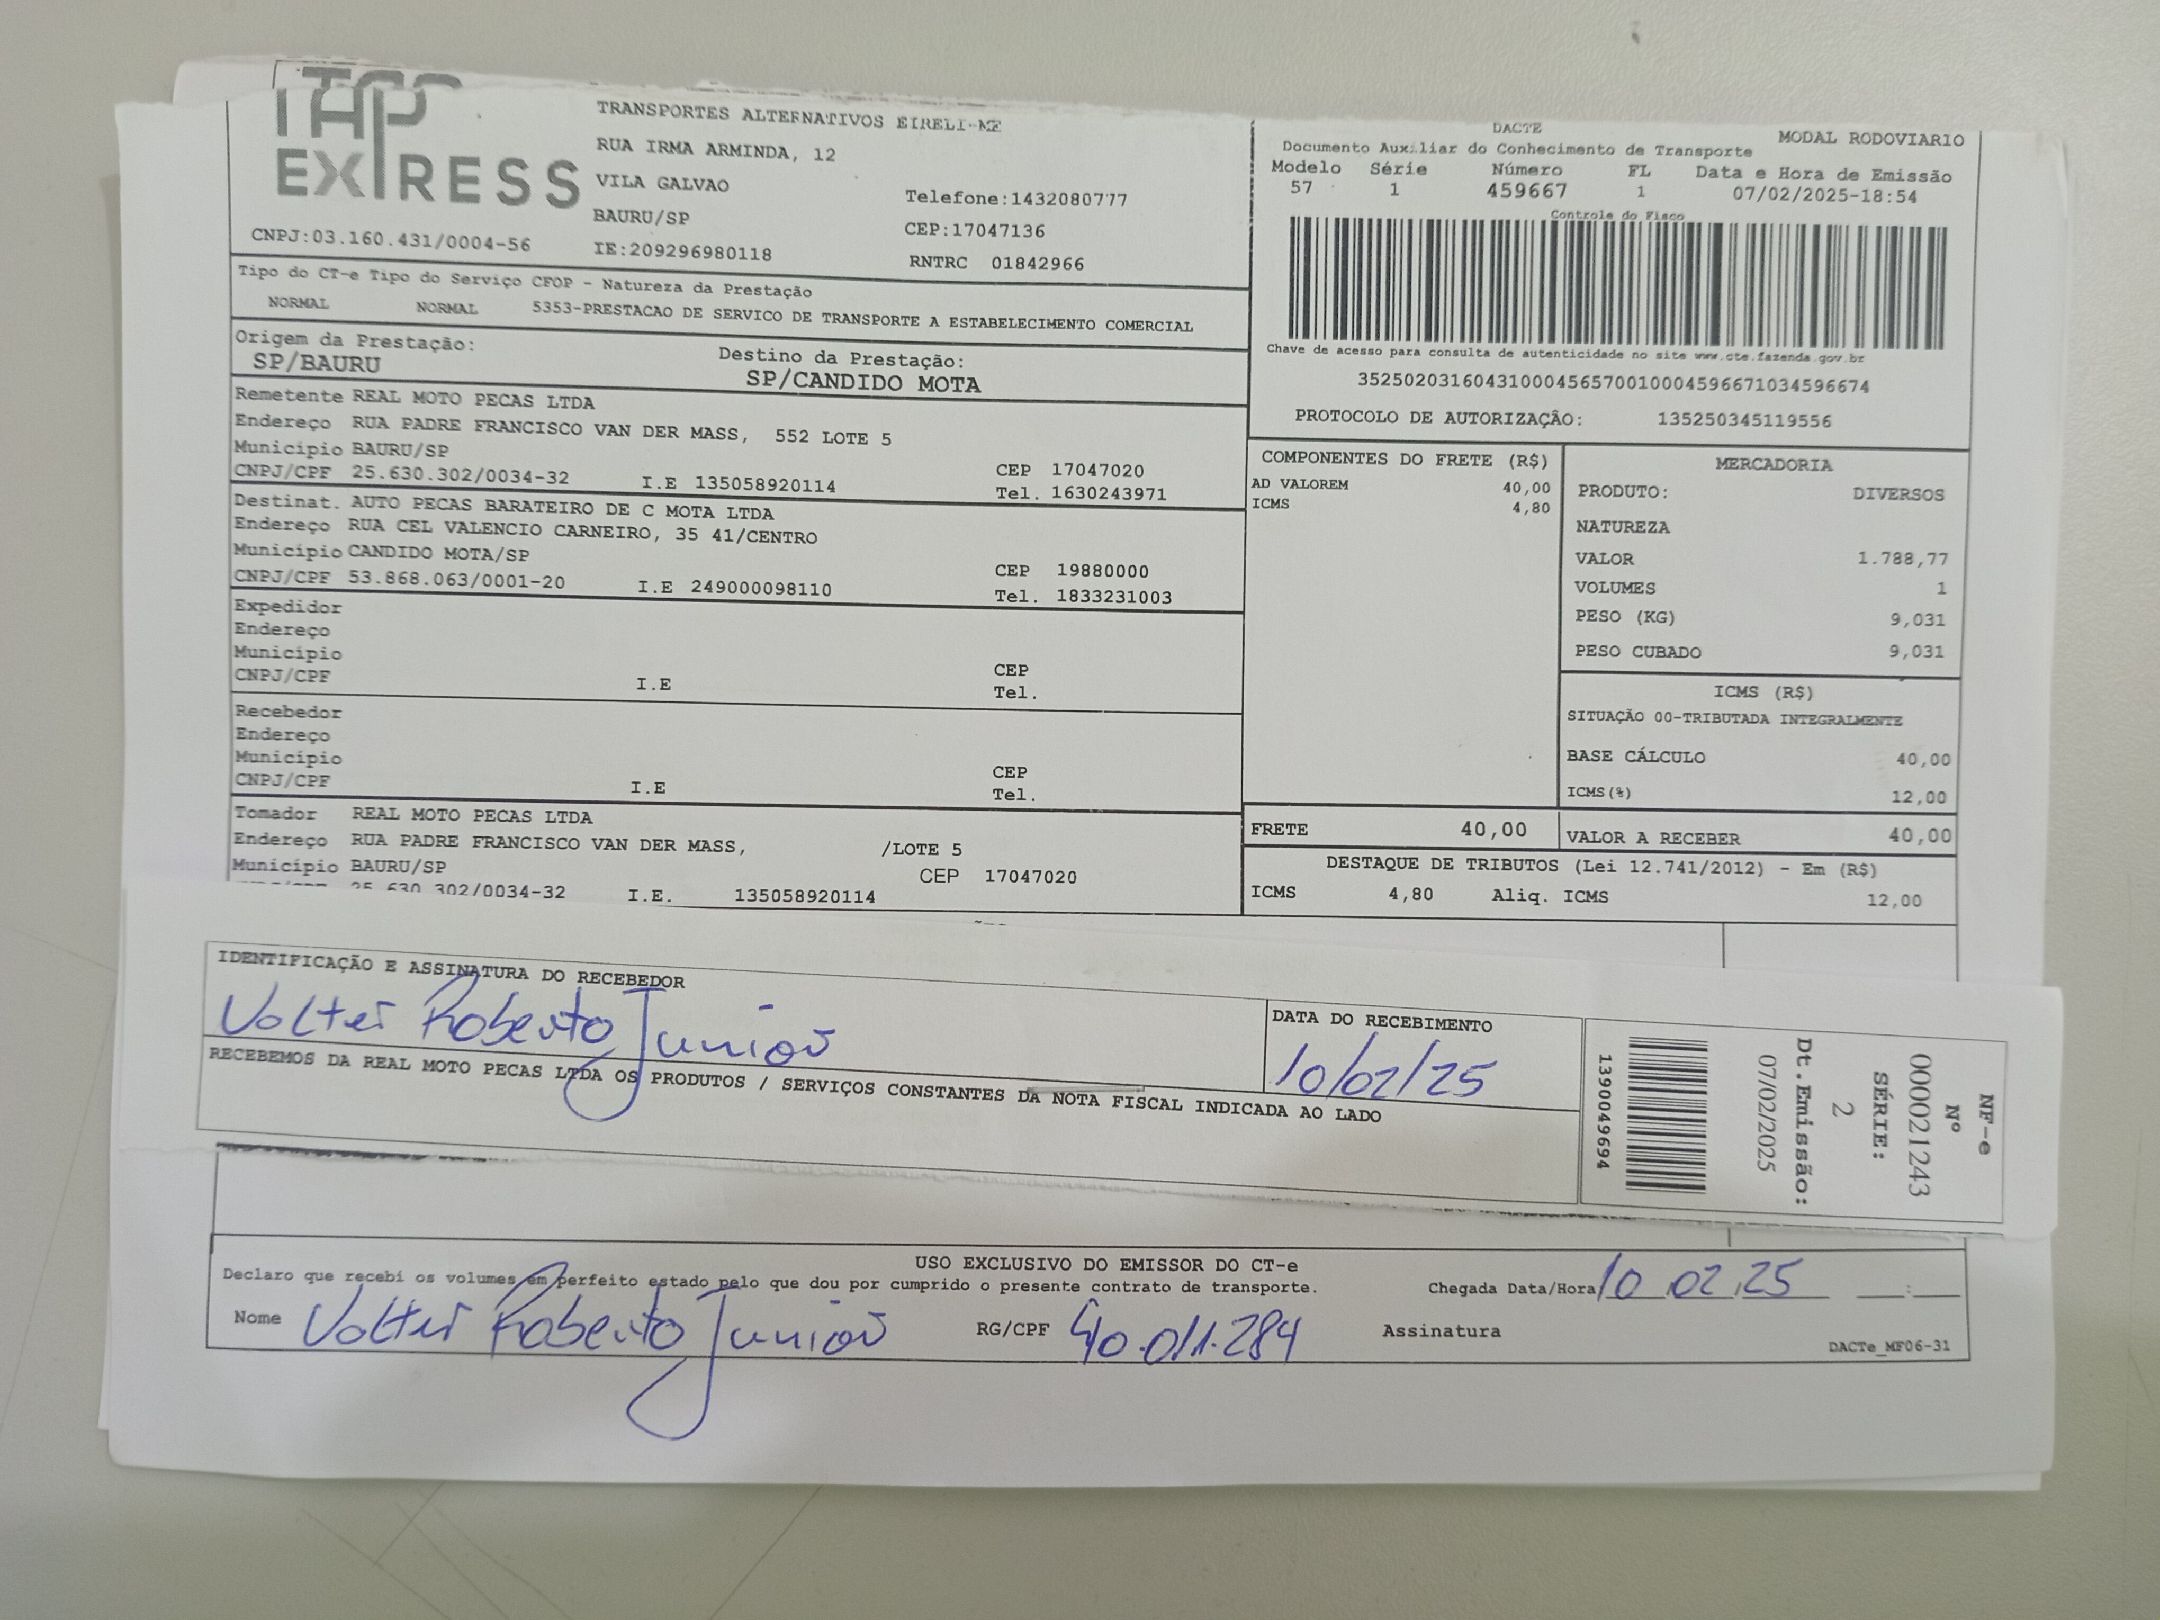 TAP
EXPRESS
CNPJ:03.160.431/0004-56
TRANSPORTES ALTERNATIVOS EIRELI-ME
RUA IRMA ARMINDA, 12
VILA GALVAO
BAURU/SP
IE:209296980118
Telefone:1432080777
CEP:17047136
RNTRC 01842966
DACTE
MODAL RODOVIARIO
Documento Auxiliar do Conhecimento de Transporte
Modelo Série Número FL Data e Hora de Emissão
57 1 459667 1 07/02/2025-18:54
Controle do Fisco
Chave de acesso para consulta de autenticidade no site www.cte.fazenda.gov.br
35250203160431000456570010004596671034596674
PROTOCOLO DE AUTORIZAÇÃO: 135250345119556
Tipo do CT-e Tipo do Serviço CFOP - Natureza da Prestação
NORMAL NORMAL 5353-PRESTACAO DE SERVICO DE TRANSPORTE A ESTABELECIMENTO COMERCIAL
Origem da Prestação: Destino da Prestação:
SP/BAURU SP/CANDIDO MOTA
Remetente REAL MOTO PECAS LTDA
Endereço RUA PADRE FRANCISCO VAN DER MASS, 552 LOTE 5
Município BAURU/SP CEP 17047020
CNPJ/CPF 25.630.302/0034-32 I.E 135058920114 Tel. 1630243971
Destinat. AUTO PECAS BARATEIRO DE C MOTA LTDA
Endereço RUA CEL VALENCIO CARNEIRO, 35 41/CENTRO
Município CANDIDO MOTA/SP CEP 19880000
CNPJ/CPF 53.868.063/0001-20 I.E 249000098110 Tel. 1833231003
Expedidor
Endereço
Município CEP
CNPJ/CPF I.E Tel.
Recebedor
Endereço
Município CEP
CNPJ/CPF I.E Tel.
Tomador REAL MOTO PECAS LTDA
Endereço RUA PADRE FRANCISCO VAN DER MASS, /LOTE 5
Município BAURU/SP CEP 17047020
25.630.302/0034-32 I.E. 135058920114
COMPONENTES DO FRETE (R$)
AD VALOREM 40,00
ICMS 4,80
MERCADORIA
PRODUTO: DIVERSOS
NATUREZA
VALOR 1.788,77
VOLUMES 1
PESO (KG) 9,031
PESO CUBADO 9,031
ICMS (R$)
SITUAÇÃO 00-TRIBUTADA INTEGRALMENTE
BASE CÁLCULO 40,00
ICMS(%) 12,00
FRETE 40,00 VALOR A RECEBER 40,00
DESTAQUE DE TRIBUTOS (Lei 12.741/2012) - Em (R$)
ICMS 4,80 Aliq. ICMS 12,00
IDENTIFICAÇÃO E ASSINATURA DO RECEBEDOR
Volter Roberto Junior
DATA DO RECEBIMENTO
10/02/25
RECEBEMOS DA REAL MOTO PECAS LTDA OS PRODUTOS / SERVIÇOS CONSTANTES DA NOTA FISCAL INDICADA AO LADO
NF-e
Nº
000021243
SÉRIE:
2
Dt.Emissão:
07/02/2025
1390049694
USO EXCLUSIVO DO EMISSOR DO CT-e
Declaro que recebi os volumes em perfeito estado pelo que dou por cumprido o presente contrato de transporte.
Chegada Data/Hora 10 02 25 :
Nome Volter Roberto Junior RG/CPF 40.011.284 Assinatura
DACTe_MF06-31